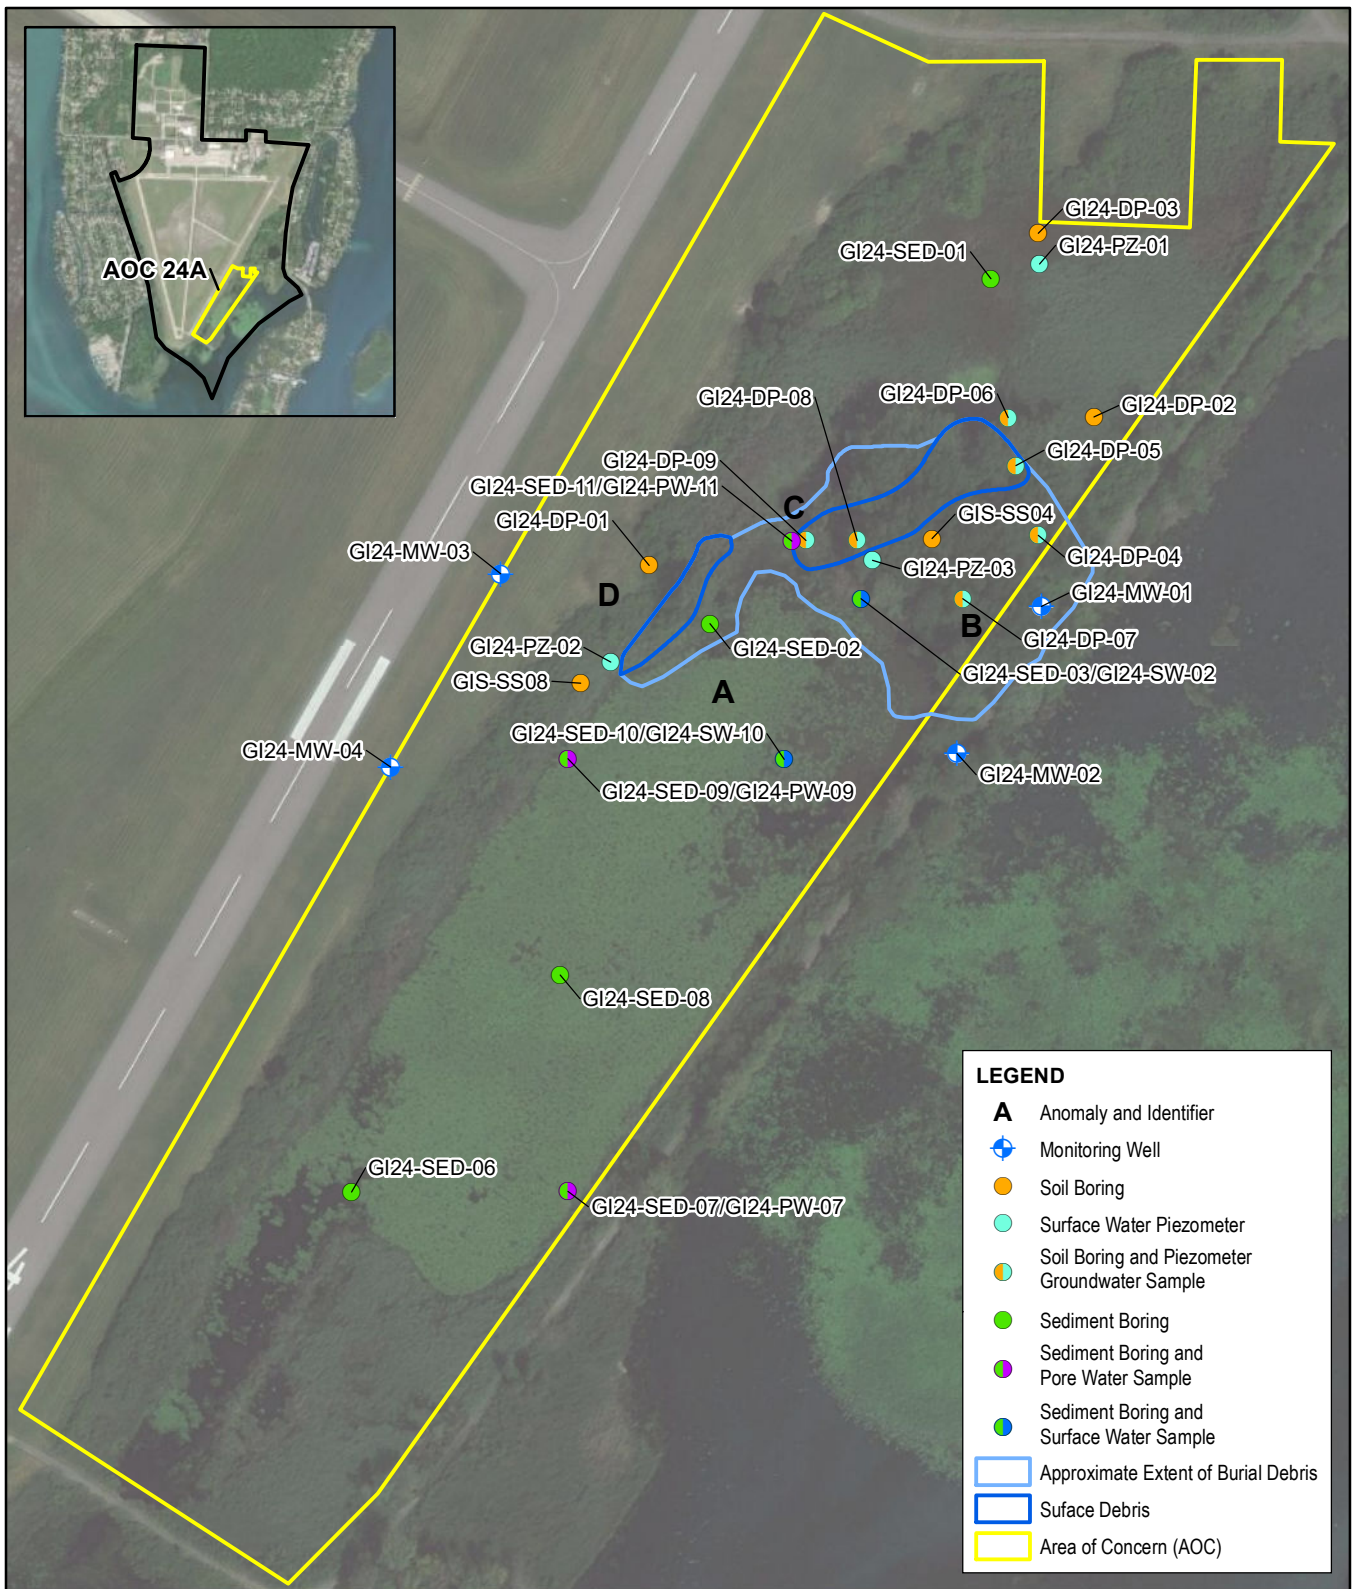 AOC 24A
GI24-DP-03
GI24-PZ-01
GI24-SED-01
GI24-DP-06
GI24-DP-08
GI24-DP-02
GI24-DP-05
GI24-DP-09
GI24-SED-11/GI24-PW-11
C
GIS-SS04
GI24-DP-01
GI24-MW-03
GI24-DP-04
GI24-PZ-03
D
GI24-MW-01
B
GI24-DP-07
GI24-PZ-02
GI24-SED-02
GI24-SED-03/GI24-SW-02
GIS-SS08
A
GI24-SED-10/GI24-SW-10
GI24-MW-04
GI24-MW-02
GI24-SED-09/GI24-PW-09
GI24-SED-08
GI24-SED-06
GI24-SED-07/GI24-PW-07
4
LEGEND
A Anomaly and Identifier
Monitoring Well
Soil Boring
Surface Water Piezometer
Soil Boring and Piezometer
Groundwater Sample
Sediment Boring
Sediment Boring and
Pore Water Sample
Sediment Boring and
Surface Water Sample
Approximate Extent of Burial Debris
Suface Debris
Area of Concern (AOC)